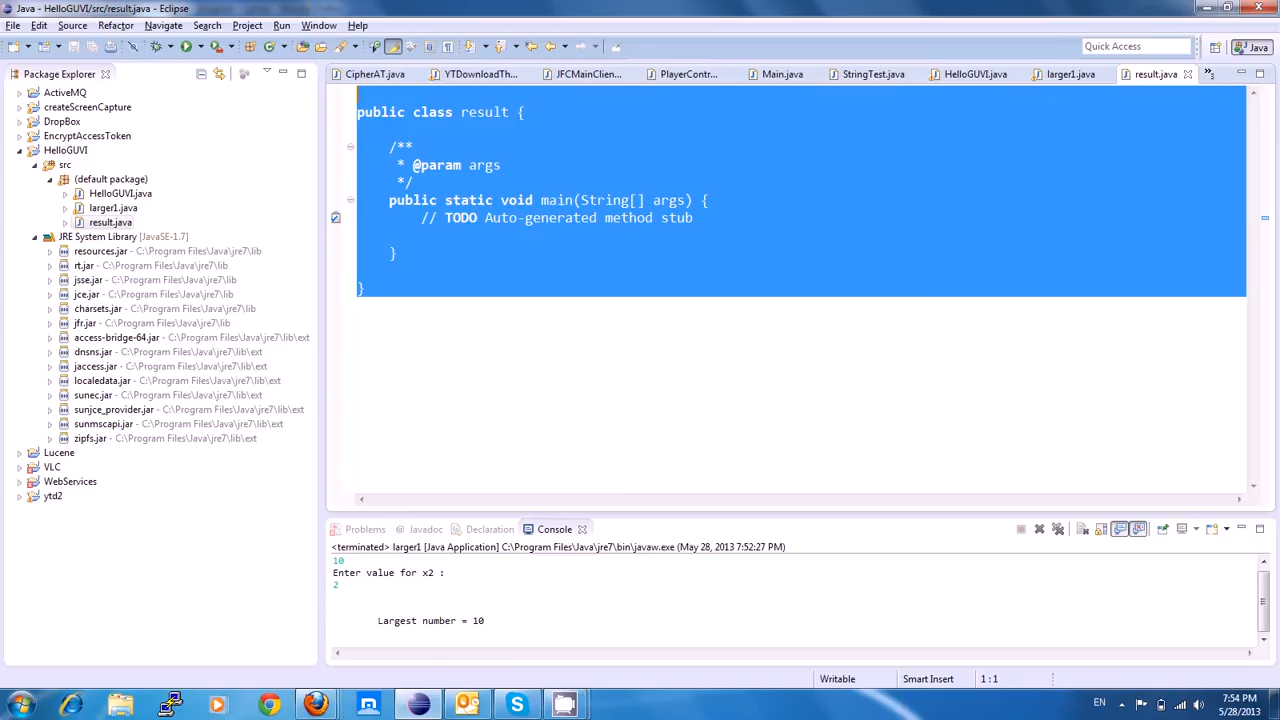 Java - HelloGUVI/src/result.java - Eclipse
File Edit Source Refactor Navigate Search Project Run Window Help
Quick Access
Java
Package Explorer
ActiveMQ
createScreenCapture
DropBox
EncryptAccessToken
HelloGUVI
src
(default package)
HelloGUVI.java
larger1.java
result.java
JRE System Library [JavaSE-1.7]
resources.jar - C:\Program Files\Java\jre7\lib
rt.jar - C:\Program Files\Java\jre7\lib
jsse.jar - C:\Program Files\Java\jre7\lib
jce.jar - C:\Program Files\Java\jre7\lib
charsets.jar - C:\Program Files\Java\jre7\lib
jfr.jar - C:\Program Files\Java\jre7\lib
access-bridge-64.jar - C:\Program Files\Java\jre7\lib\ext
dnsns.jar - C:\Program Files\Java\jre7\lib\ext
jaccess.jar - C:\Program Files\Java\jre7\lib\ext
localedata.jar - C:\Program Files\Java\jre7\lib\ext
sunec.jar - C:\Program Files\Java\jre7\lib\ext
sunjce_provider.jar - C:\Program Files\Java\jre7\lib\ext
sunmscapi.jar - C:\Program Files\Java\jre7\lib\ext
zipfs.jar - C:\Program Files\Java\jre7\lib\ext
Lucene
VLC
WebServices
ytd2
CipherAT.java YTDownloadTh... JFCMainClien... PlayerContr... Main.java StringTest.java HelloGUVI.java larger1.java result.java »3
public class result {
/**
* @param args
*/
public static void main(String[] args) {
// TODO Auto-generated method stub
}
}
Problems @ Javadoc Declaration Console
<terminated> larger1 [Java Application] C:\Program Files\Java\jre7\bin\javaw.exe (May 28, 2013 7:52:27 PM)
10
Enter value for x2 :
2
Largest number = 10
Writable Smart Insert 1 : 1
EN 7:54 PM
5/28/2013